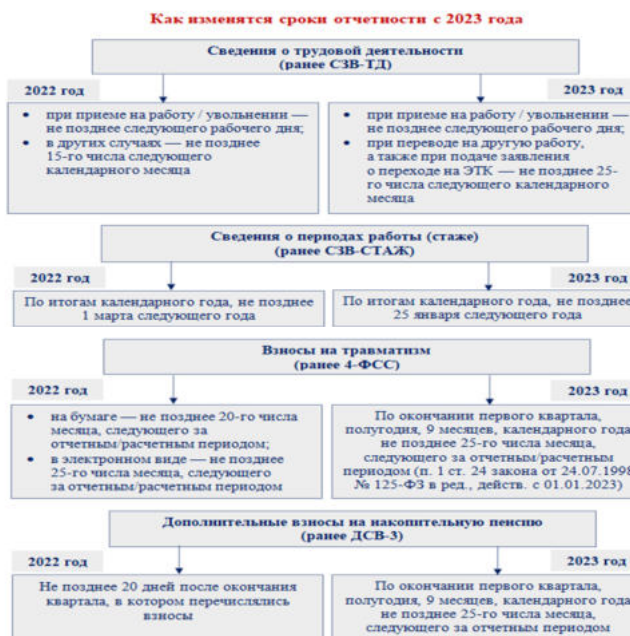 Как изменятся сроки отчетности с 2023 года
Сведения о трудовой деятельности
(ранее СЗВ-ТД)
2022 год
• при приеме на работу / увольнении —
не позднее следующего рабочего дня;
• в других случаях — не позднее
15-го числа следующего
календарного месяца
2023 год
• при приеме на работу / увольнении —
не позднее следующего рабочего дня;
• при переводе на другую работу,
а также при подаче заявления
о переходе на ЭТК — не позднее 25-
го числа следующего календарного
месяца
Сведения о периодах работы (стаже)
(ранее СЗВ-СТАЖ)
2022 год
По итогам календарного года, не позднее
1 марта следующего года
2023 год
По итогам календарного года, не позднее
25 января следующего года
Взносы на травматизм
(ранее 4-ФСС)
2022 год
• на бумаге — не позднее 20-го числа
месяца, следующего за
отчетным/расчетным периодом;
• в электронном виде — не позднее
25-го числа месяца, следующего
за отчетным/расчетным периодом
2023 год
По окончании первого квартала,
полугодия, 9 месяцев, календарного года
не позднее 25-го числа месяца,
следующего за отчетным/расчетным
периодом (п. 1 ст. 24 закона от 24.07.1998
№ 125-ФЗ в ред., действ. с 01.01.2023)
Дополнительные взносы на накопительную пенсию
(ранее ДСВ-3)
2022 год
Не позднее 20 дней после окончания
квартала, в котором перечислялись
взносы
2023 год
По окончании первого квартала,
полугодия, 9 месяцев, календарного года
не позднее 25-го числа месяца,
следующего за отчетным периодом